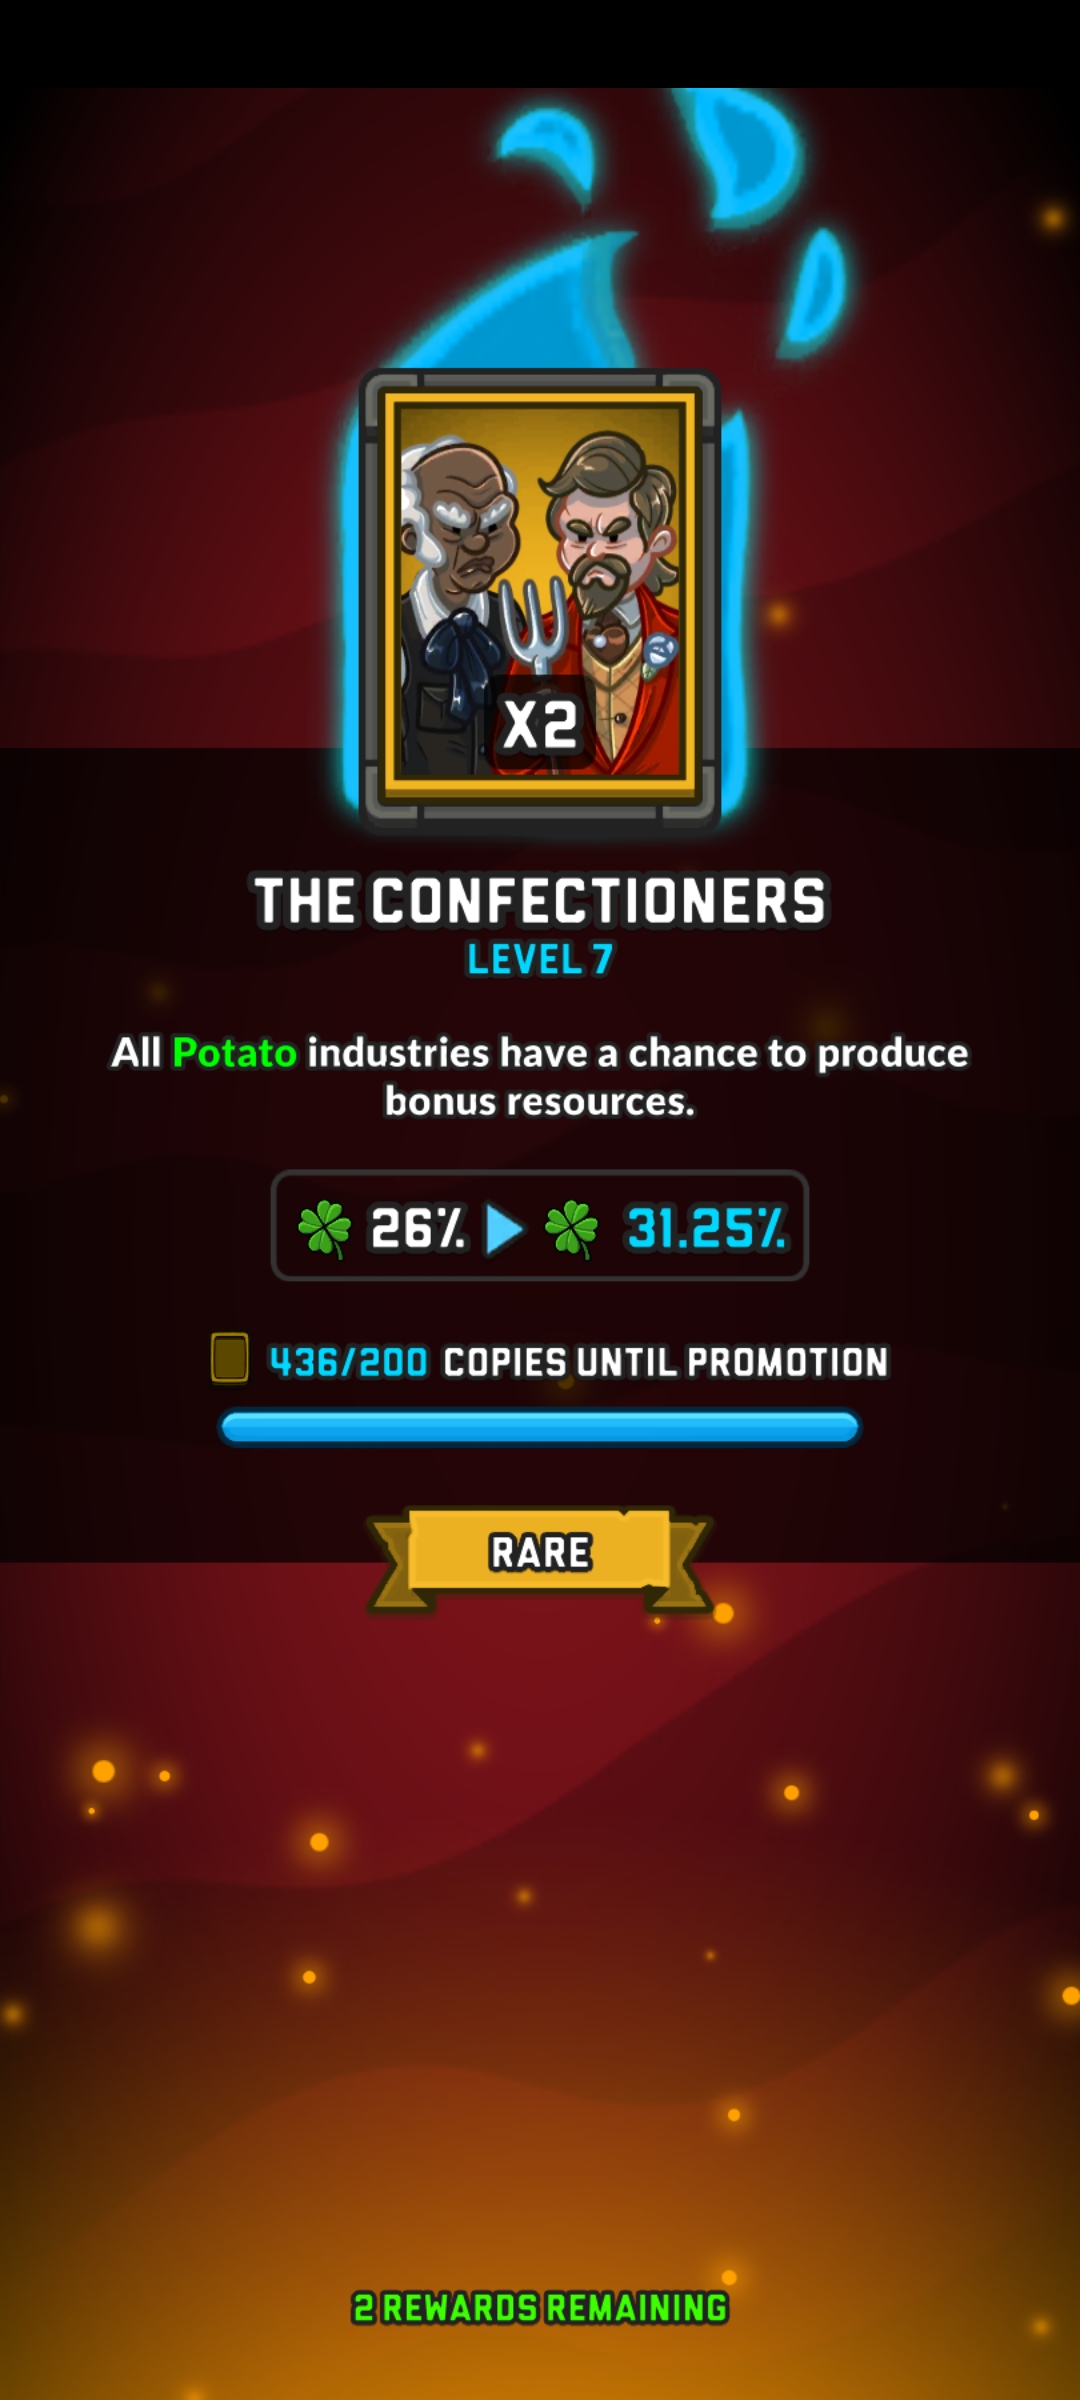 X2
THE CONFECTIONERS
LEVEL 7
All Potato industries have a chance to produce
bonus resources.
26% 31.25%
436/200 COPIES UNTIL PROMOTION
RARE
2 REWARDS REMAINING